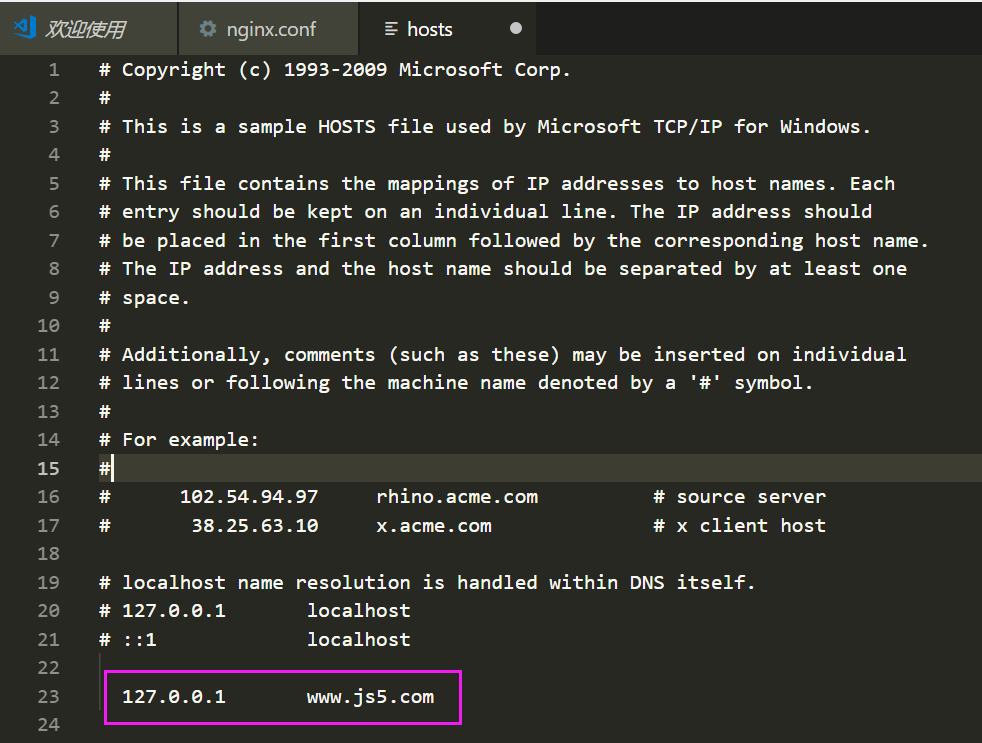 欢迎使用 nginx.conf hosts
1 # Copyright (c) 1993-2009 Microsoft Corp.
2 #
3 # This is a sample HOSTS file used by Microsoft TCP/IP for Windows.
4 #
5 # This file contains the mappings of IP addresses to host names. Each
6 # entry should be kept on an individual line. The IP address should
7 # be placed in the first column followed by the corresponding host name.
8 # The IP address and the host name should be separated by at least one
9 # space.
10 #
11 # Additionally, comments (such as these) may be inserted on individual
12 # lines or following the machine name denoted by a '#' symbol.
13 #
14 # For example:
15 #
16 #      102.54.94.97     rhino.acme.com          # source server
17 #       38.25.63.10     x.acme.com              # x client host
18
19 # localhost name resolution is handled within DNS itself.
20 # 127.0.0.1       localhost
21 # ::1             localhost
22
23   127.0.0.1       www.js5.com
24